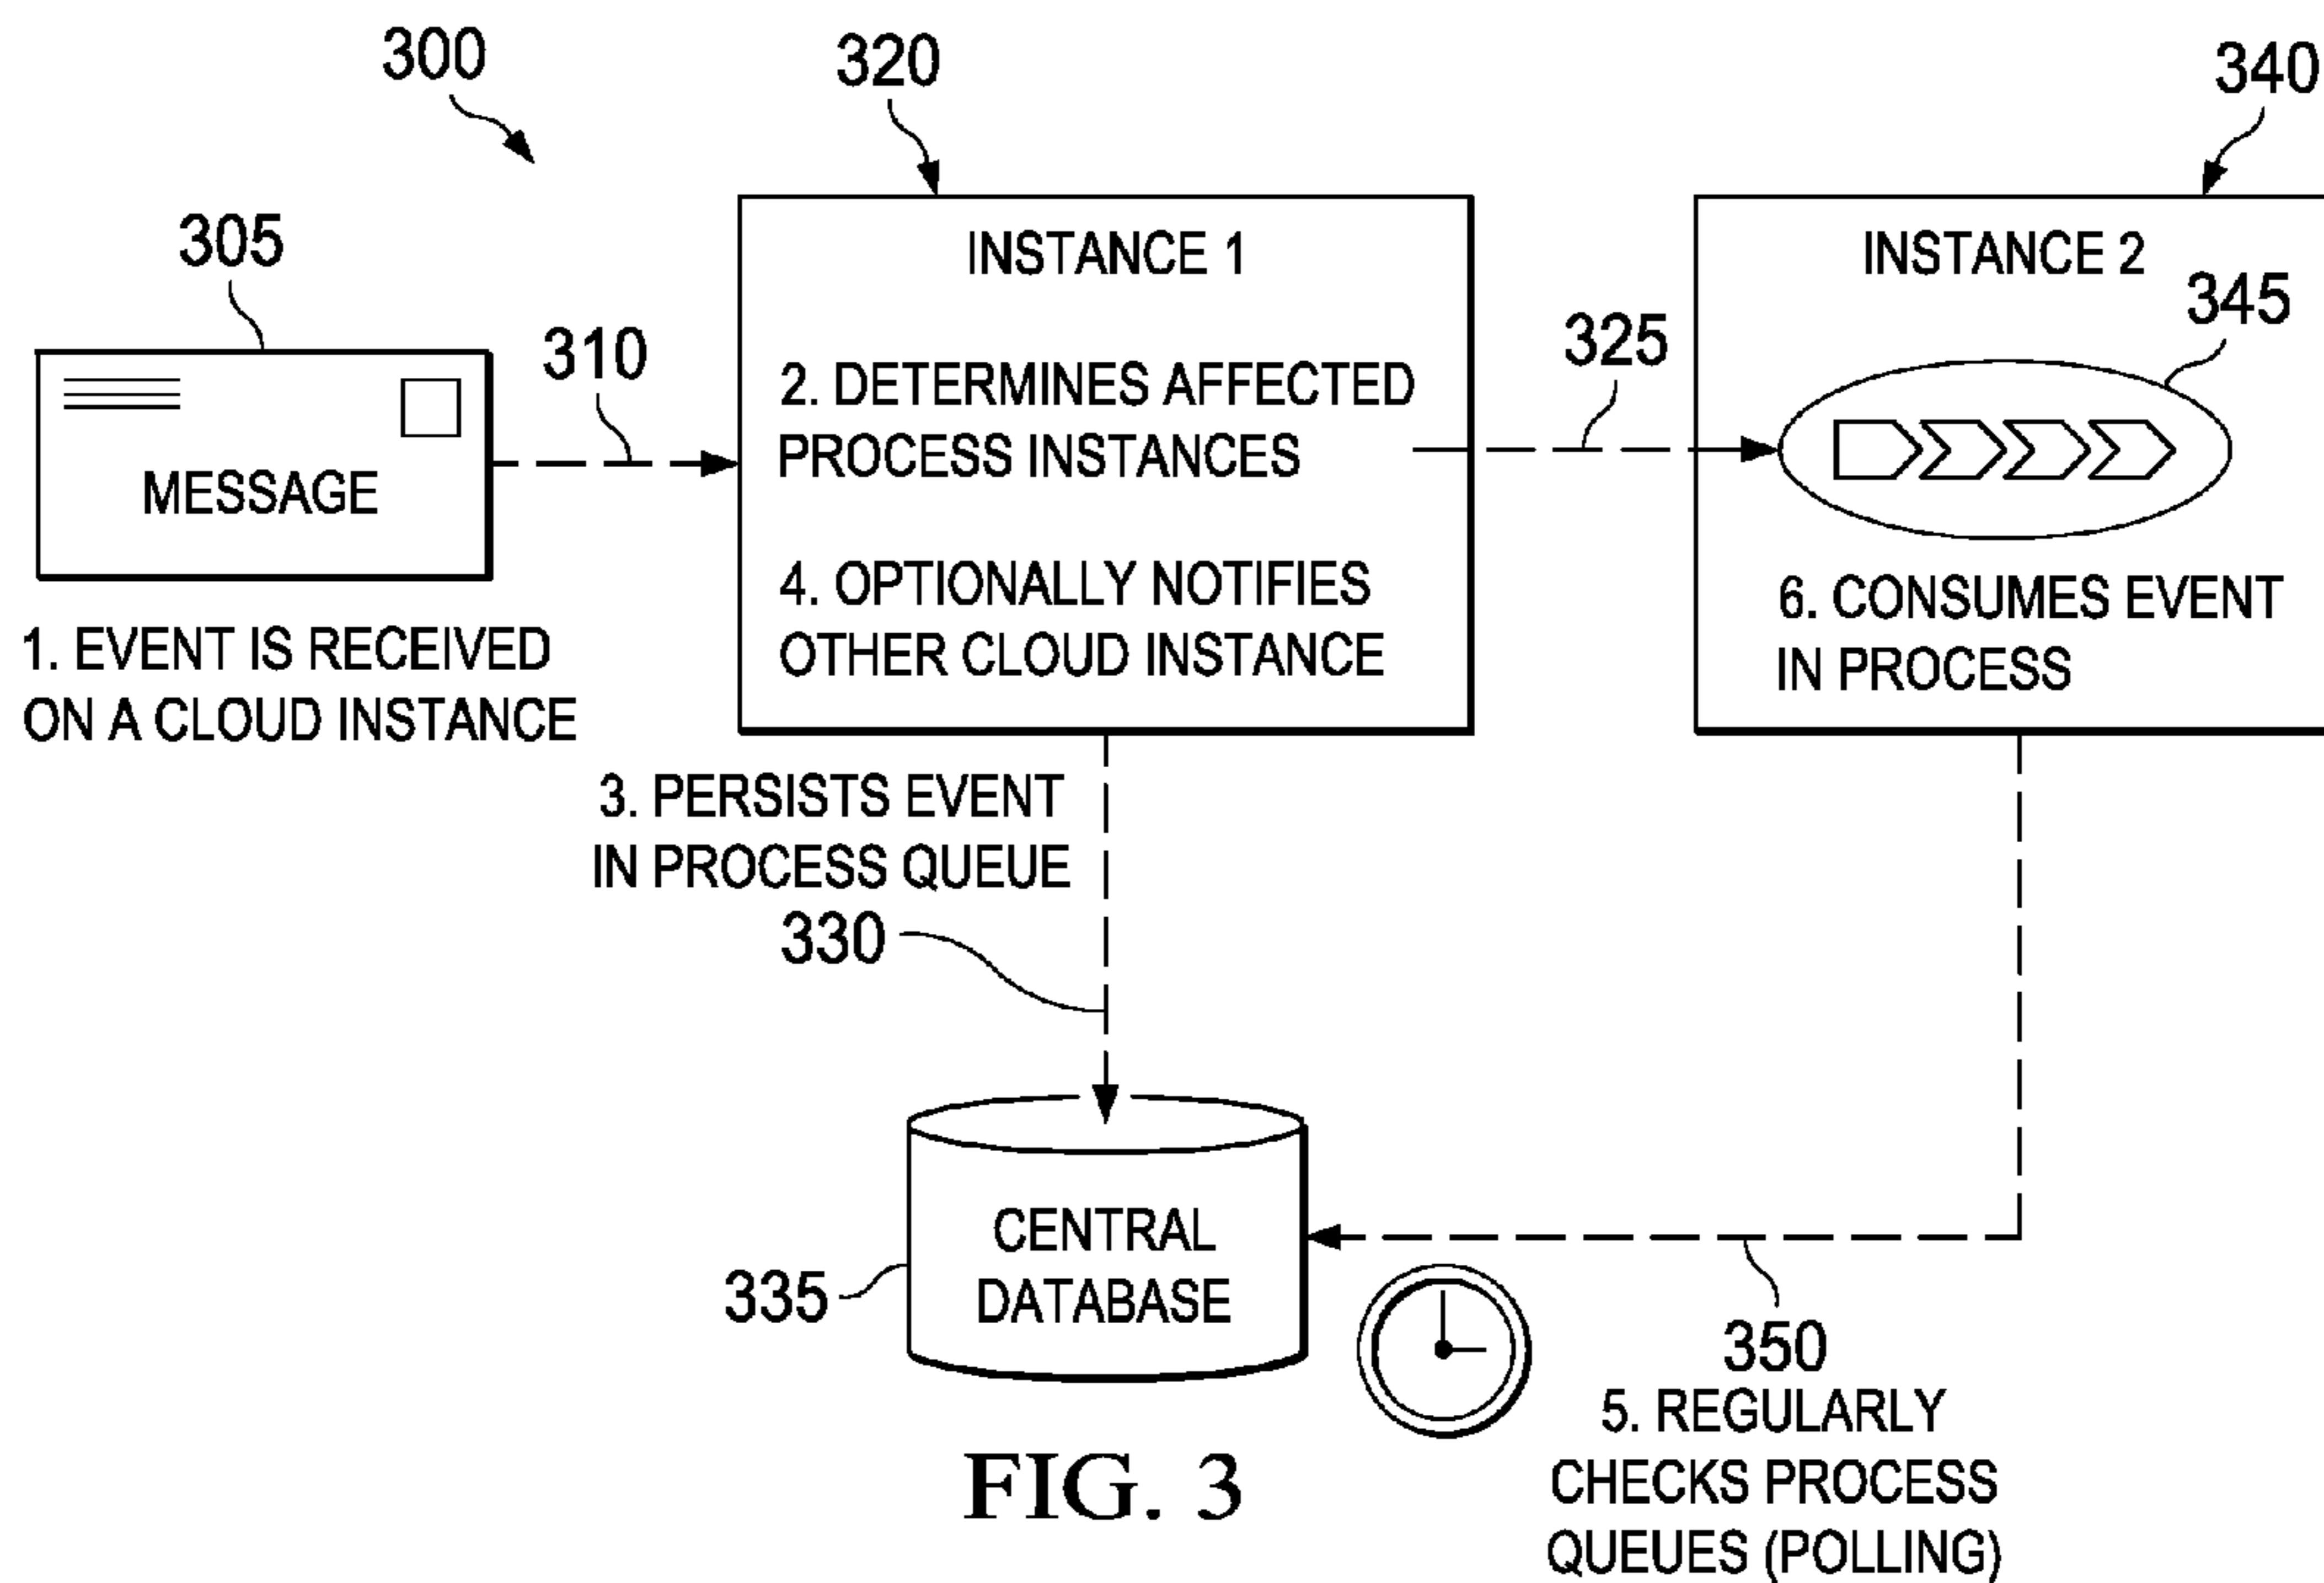 300
320
340
305
INSTANCE 1
INSTANCE 2
345
310
325
MESSAGE
2. DETERMINES AFFECTED
PROCESS INSTANCES
4. OPTIONALLY NOTIFIES
OTHER CLOUD INSTANCE
6. CONSUMES EVENT
IN PROCESS
1. EVENT IS RECEIVED
ON A CLOUD INSTANCE
3. PERSISTS EVENT
IN PROCESS QUEUE
330
CENTRAL
DATABASE
335
350
5. REGULARLY
CHECKS PROCESS
QUEUES (POLLING)
FIG. 3